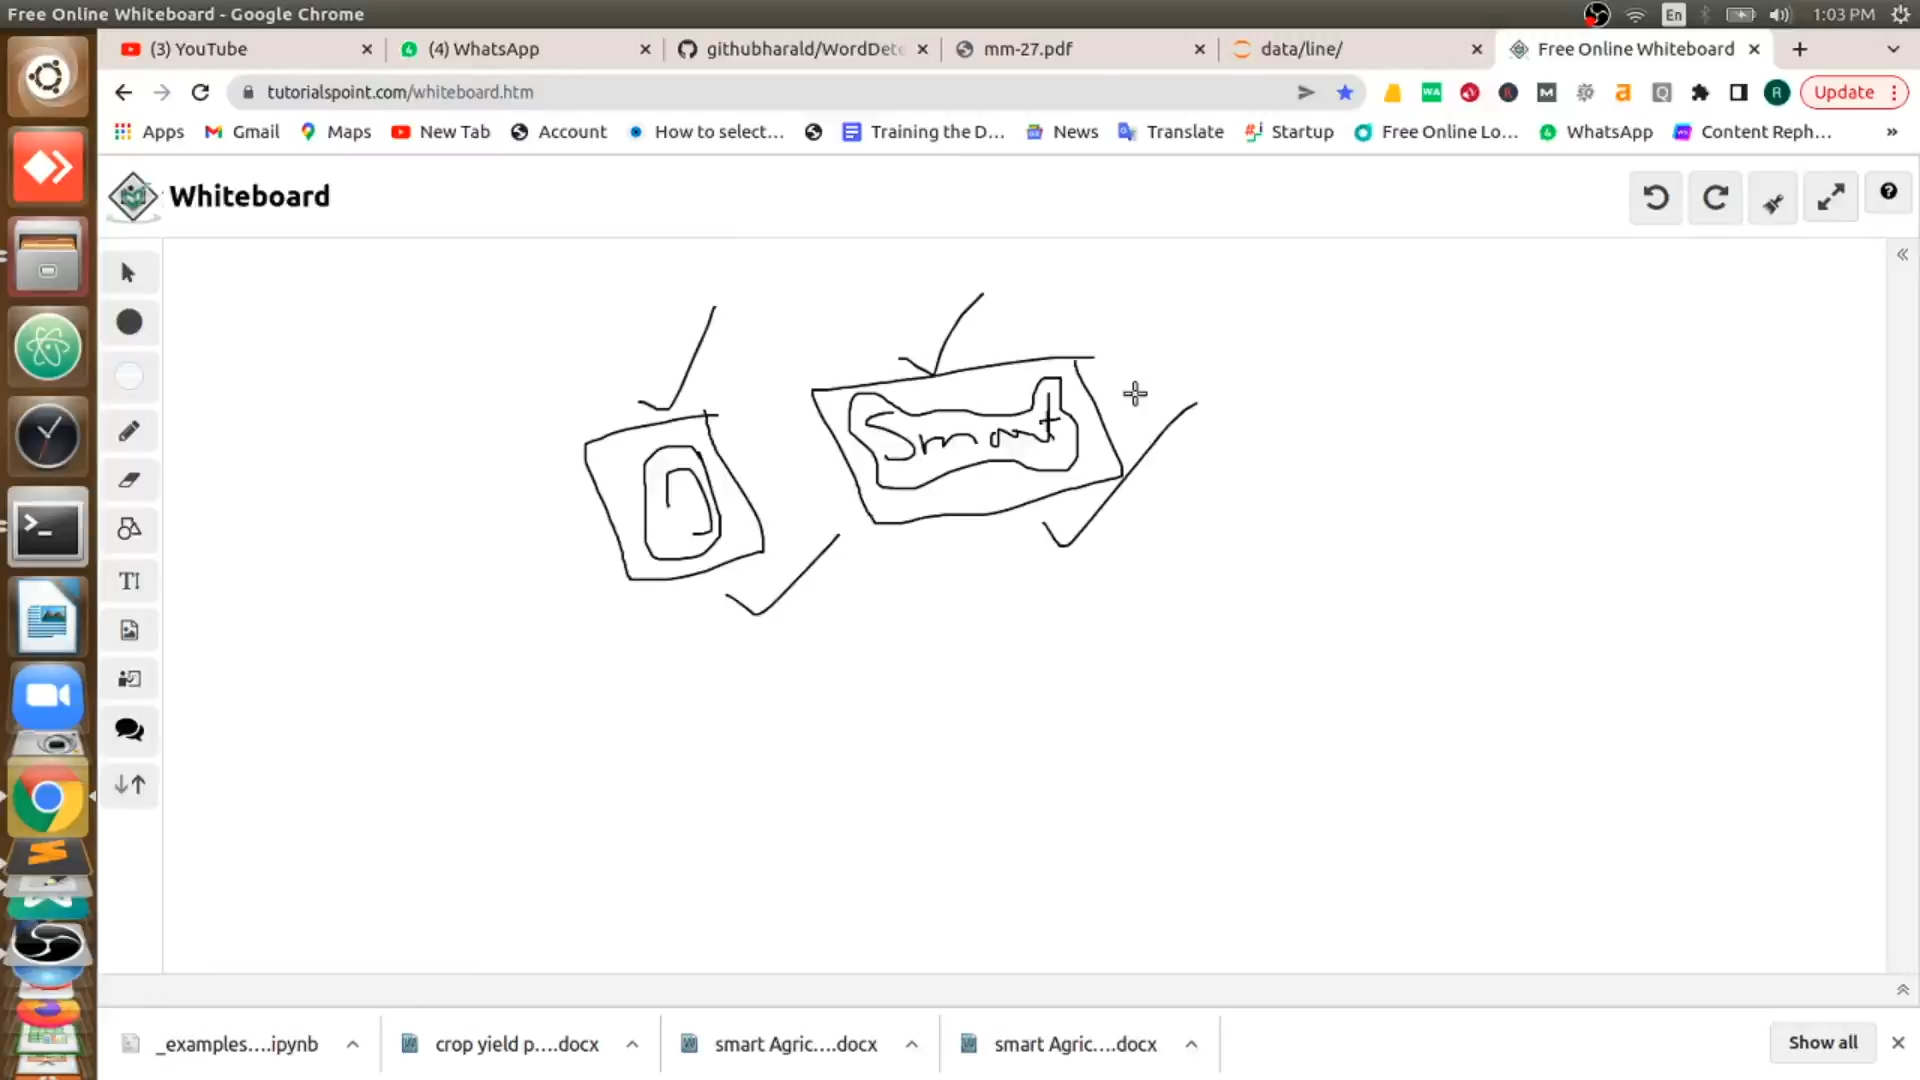 Free Online Whiteboard - Google Chrome
En
1:03 PM
(3) YouTube
(4) WhatsApp
githubharald/WordDete
mm-27.pdf
data/line/
Free Online Whiteboard
tutorialspoint.com/whiteboard.htm
Update
Apps
Gmail
Maps
New Tab
Account
How to select...
Training the D...
News
Translate
Startup
Free Online Lo...
WhatsApp
Content Reph...
Whiteboard
Smart
_examples....ipynb
crop yield p....docx
smart Agric....docx
smart Agric....docx
Show all